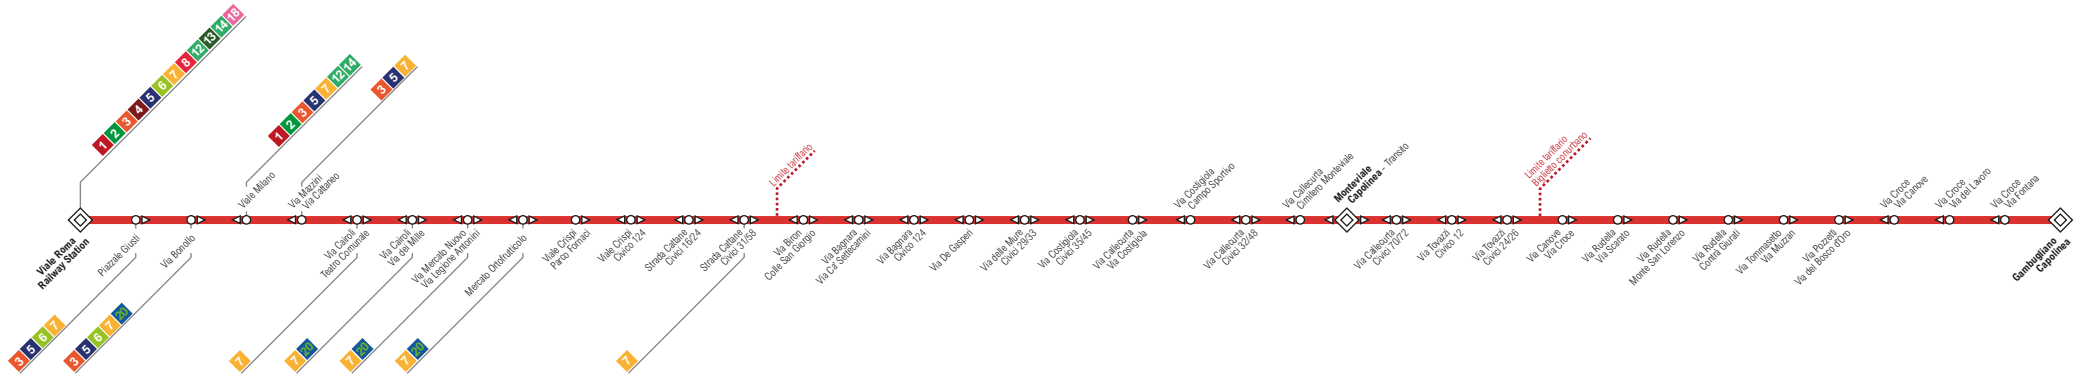 1 2 3 4 5 6 7 8 12 13 14 18
Viale Roma
Railway Station
Piazzale Giusti
3 5 6 7
Via Bonollo
3 5 6 7 20
1 2 3 5 7 12 14
Viale Milano
3 5 7
Via Mazzini
Via Cattaneo
Via Cairoli
Teatro Comunale
7
Via Cairoli
Via dei Mille
7 20
Via Mercato Nuovo
Via Legione Antonini
7 20
Mercato Ortofrutticolo
7 20
Viale Crispi
Parco Fornaci
Viale Crispi
Civico 124
Strada Cattane
Civici 16/24
Strada Cattane
Civici 31/58
7
Limite tariffario
Via Biron
Colle San Giorgio
Via Bagnara
Via Ca' Settecamini
Via Bagnara
Civico 124
Via De Gasperi
Via delle Mure
Civici 29/33
Via Costigiola
Civici 35/45
Via Callecurta
Via Costigiola
Via Costigiola
Campo Sportivo
Via Callecurta
Civici 32/48
Via Callecurta
Cimitero Monteviale
Monteviale
Capolinea - Transito
Via Callecurta
Civici 70/72
Via Tovazzi
Civico 12
Via Tovazzi
Civici 24/26
Limite tariffario
Biglietto conurbano
Via Canove
Via Croce
Via Rudella
Via Scarato
Via Rudella
Monte San Lorenzo
Via Rudella
Contrà Giurati
Via Tommasetto
Via Muzzan
Via Pozzetti
Via del Bosco d'Oro
Via Croce
Via Canove
Via Croce
Via del Lavoro
Via Croce
Via Fontana
Gambugliano
Capolinea